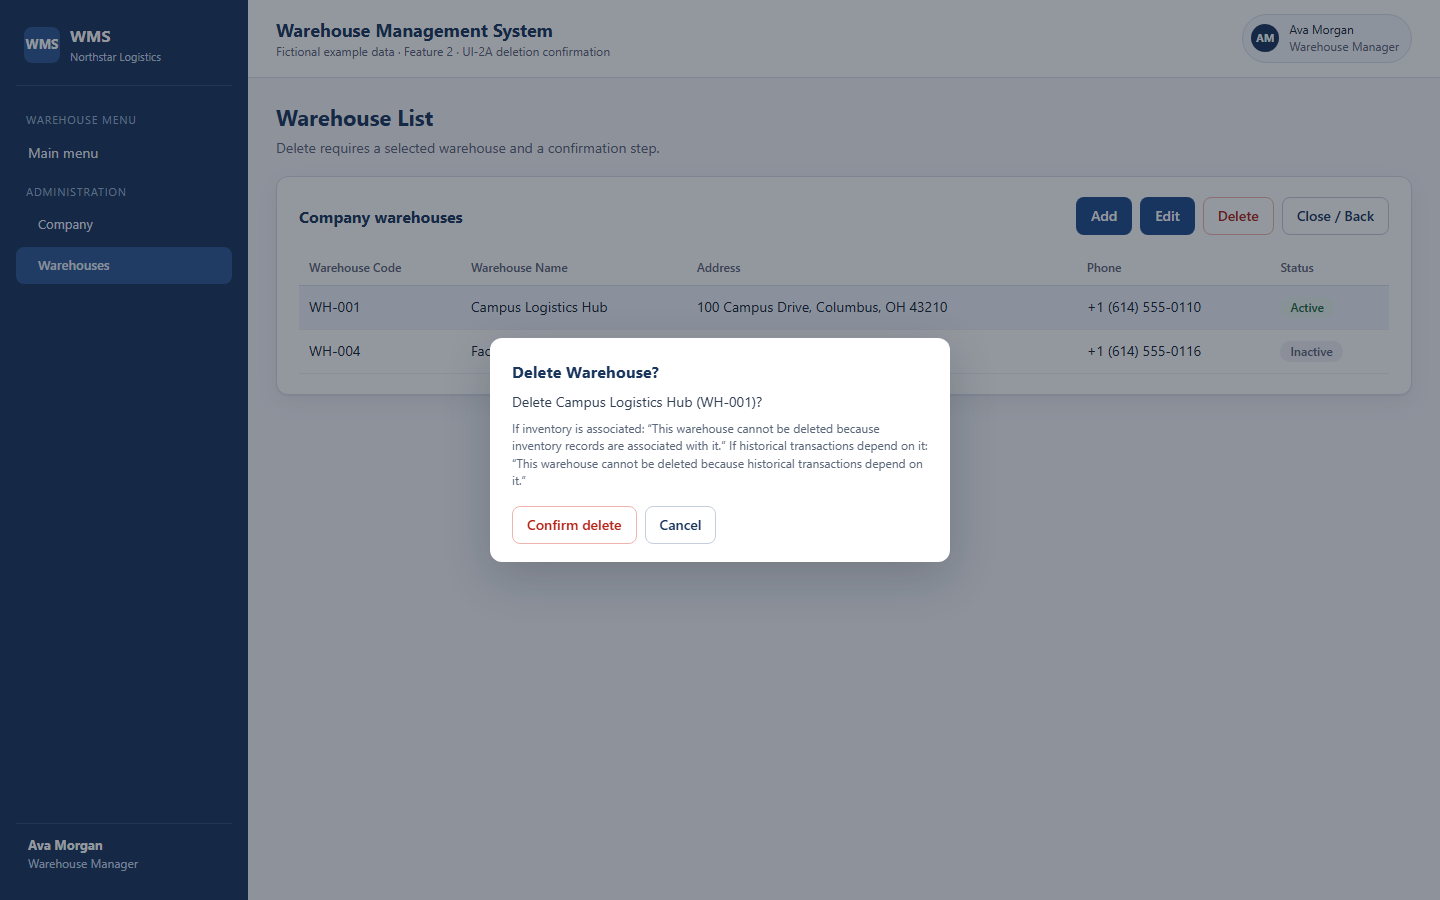 WMS
WMS
Northstar Logistics
WAREHOUSE MENU
Main menu
ADMINISTRATION
Company
Warehouses
Ava Morgan
Warehouse Manager
Warehouse Management System
Fictional example data · Feature 2 · UI-2A deletion confirmation
AM
Ava Morgan
Warehouse Manager
Warehouse List
Delete requires a selected warehouse and a confirmation step.
Company warehouses
Add Edit Delete Close / Back
Warehouse Code Warehouse Name Address Phone Status
WH-001 Campus Logistics Hub 100 Campus Drive, Columbus, OH 43210 +1 (614) 555-0110 Active
WH-004 +1 (614) 555-0116 Inactive
Delete Warehouse?
Delete Campus Logistics Hub (WH-001)?
If inventory is associated: “This warehouse cannot be deleted because
inventory records are associated with it.” If historical transactions depend on it:
“This warehouse cannot be deleted because historical transactions depend on
it.”
Confirm delete Cancel